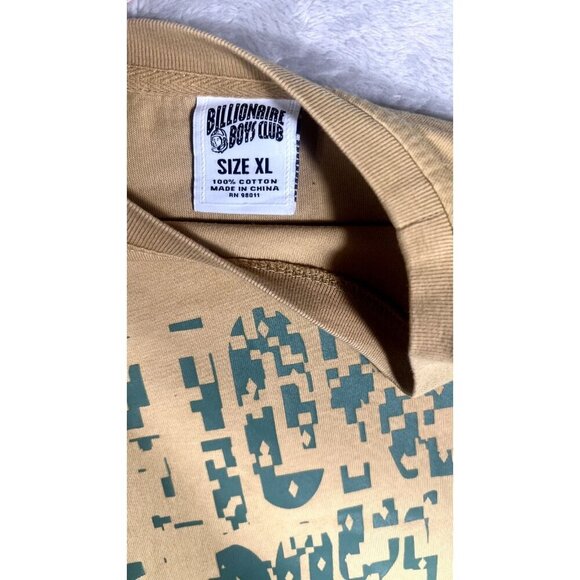 BILLIONAIRE
BOYS CLUB
SIZE XL
100% COTTON
MADE IN CHINA
RN 98011